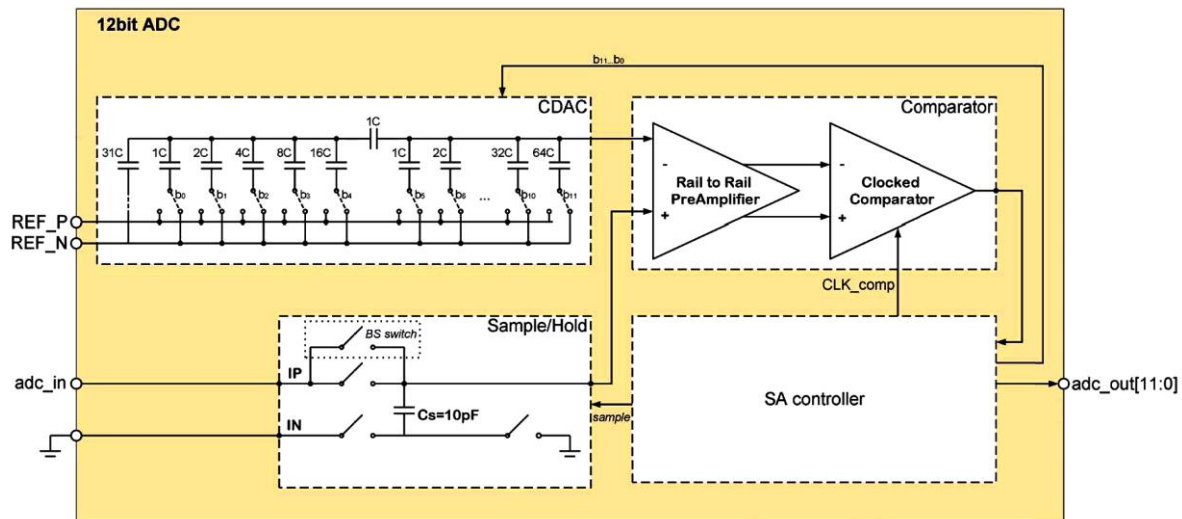 12bit ADC
b11...b0
CDAC
Comparator
1C
31C 1C 2C 4C 8C 16C 1C 2C 32C 64C
b0 b1 b2 b3 b4 b5 b6 ... b10 b11
REF_P
REF_N
- -
Rail to Rail
PreAmplifier
Clocked
Comparator
+ +
CLK_comp
Sample/Hold
BS switch
adc_in
IP
Cs=10pF
IN
sample
SA controller
adc_out[11:0]